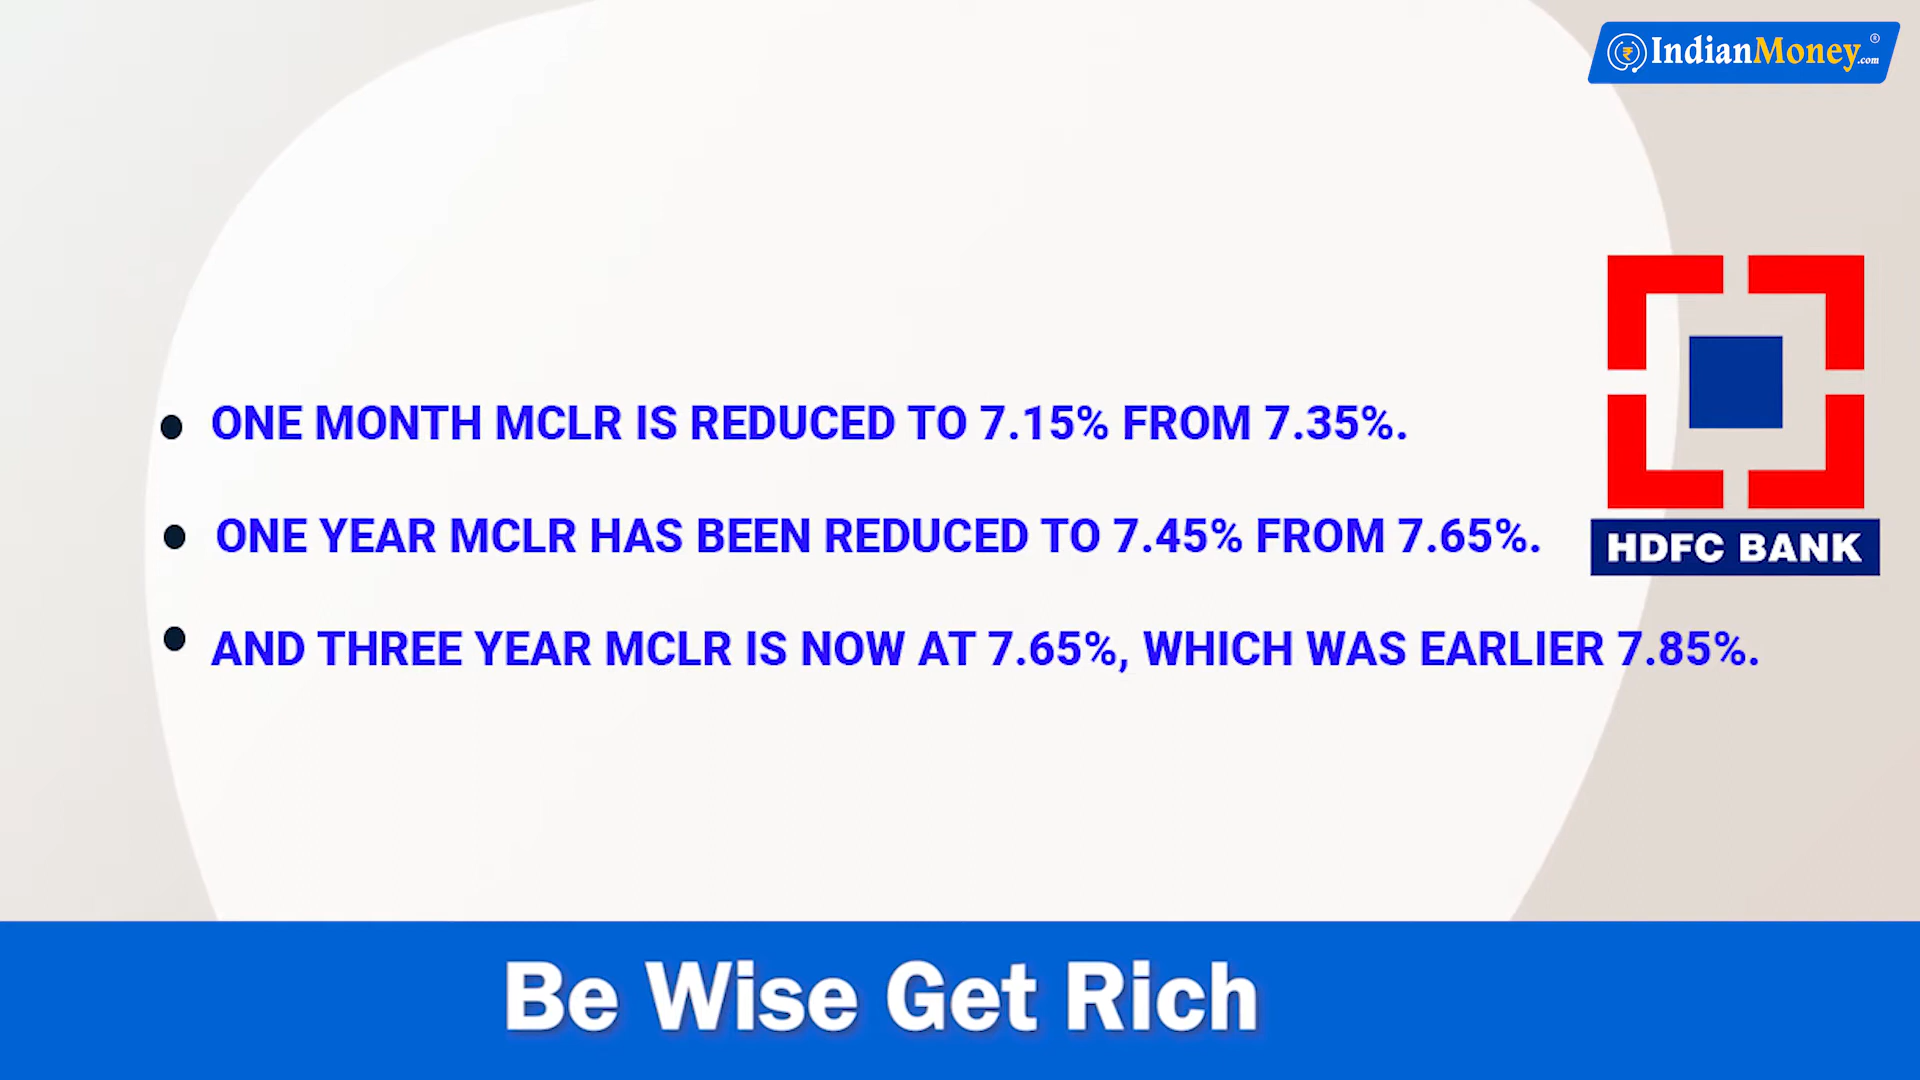 IndianMoney.com®
• ONE MONTH MCLR IS REDUCED TO 7.15% FROM 7.35%.
• ONE YEAR MCLR HAS BEEN REDUCED TO 7.45% FROM 7.65%.
HDFC BANK
• AND THREE YEAR MCLR IS NOW AT 7.65%, WHICH WAS EARLIER 7.85%.
Be Wise Get Rich